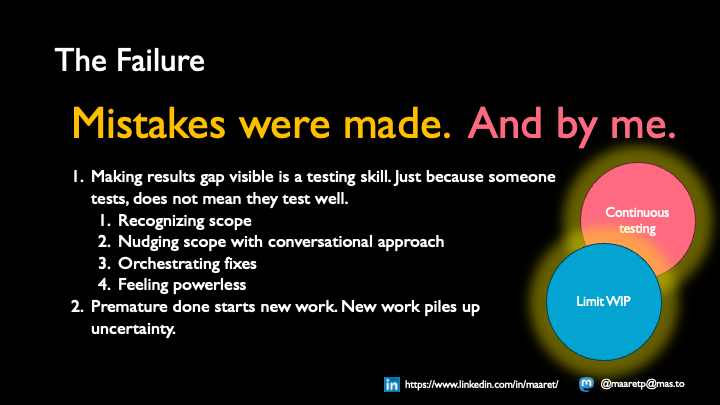 The Failure
Mistakes were made. And by me.
1. Making results gap visible is a testing skill. Just because someone
tests, does not mean they test well.
1. Recognizing scope
2. Nudging scope with conversational approach
3. Orchestrating fixes
4. Feeling powerless
2. Premature done starts new work. New work piles up
uncertainty.
Continuous
testing
Limit WIP
in https://www.linkedin.com/in/maaret/
@maaretp@mas.to